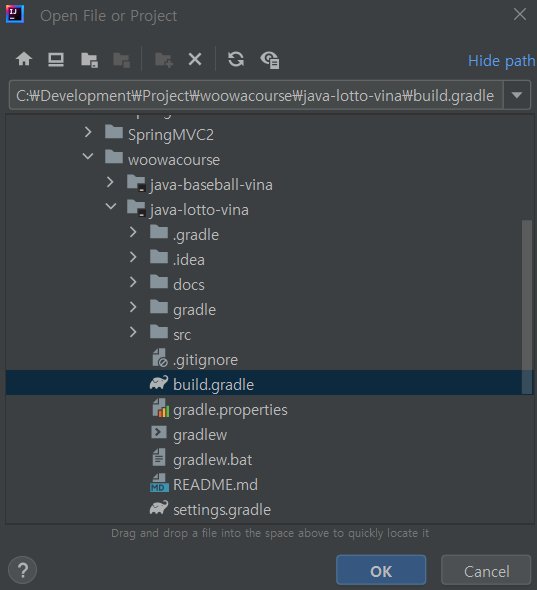 Open File or Project
Hide path
C:₩Development₩Project₩woowacourse₩java-lotto-vina₩build.gradle
SpringMVC2
woowacourse
java-baseball-vina
java-lotto-vina
.gradle
.idea
docs
gradle
src
.gitignore
build.gradle
gradle.properties
gradlew
gradlew.bat
README.md
settings.gradle
Drag and drop a file into the space above to quickly locate it
? OK Cancel